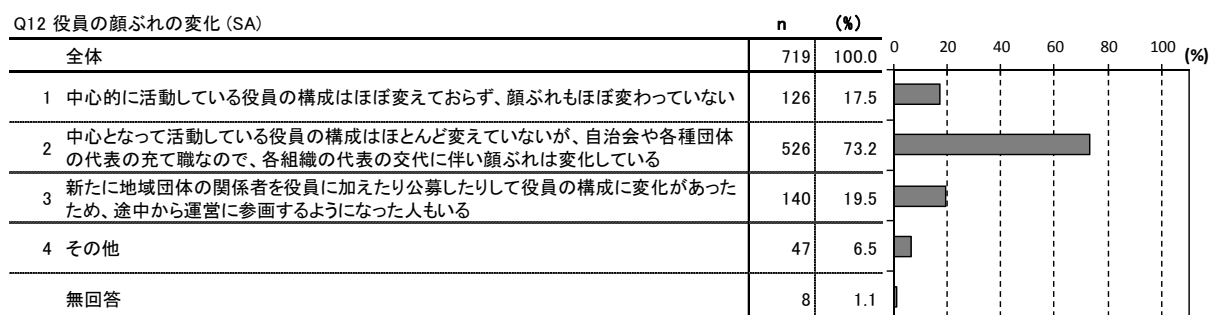 Q12 役員の顔ぶれの変化 (SA) n (%)
全体 719 100.0
0 20 40 60 80 100 (%)
1 中心的に活動している役員の構成はほぼ変えておらず、顔ぶれもほぼ変わっていない 126 17.5
2 中心となって活動している役員の構成はほとんど変えていないが、自治会や各種団体
の代表の充て職なので、各組織の代表の交代に伴い顔ぶれは変化している 526 73.2
3 新たに地域団体の関係者を役員に加えたり公募したりして役員の構成に変化があった
ため、途中から運営に参画するようになった人もいる 140 19.5
4 その他 47 6.5
無回答 8 1.1